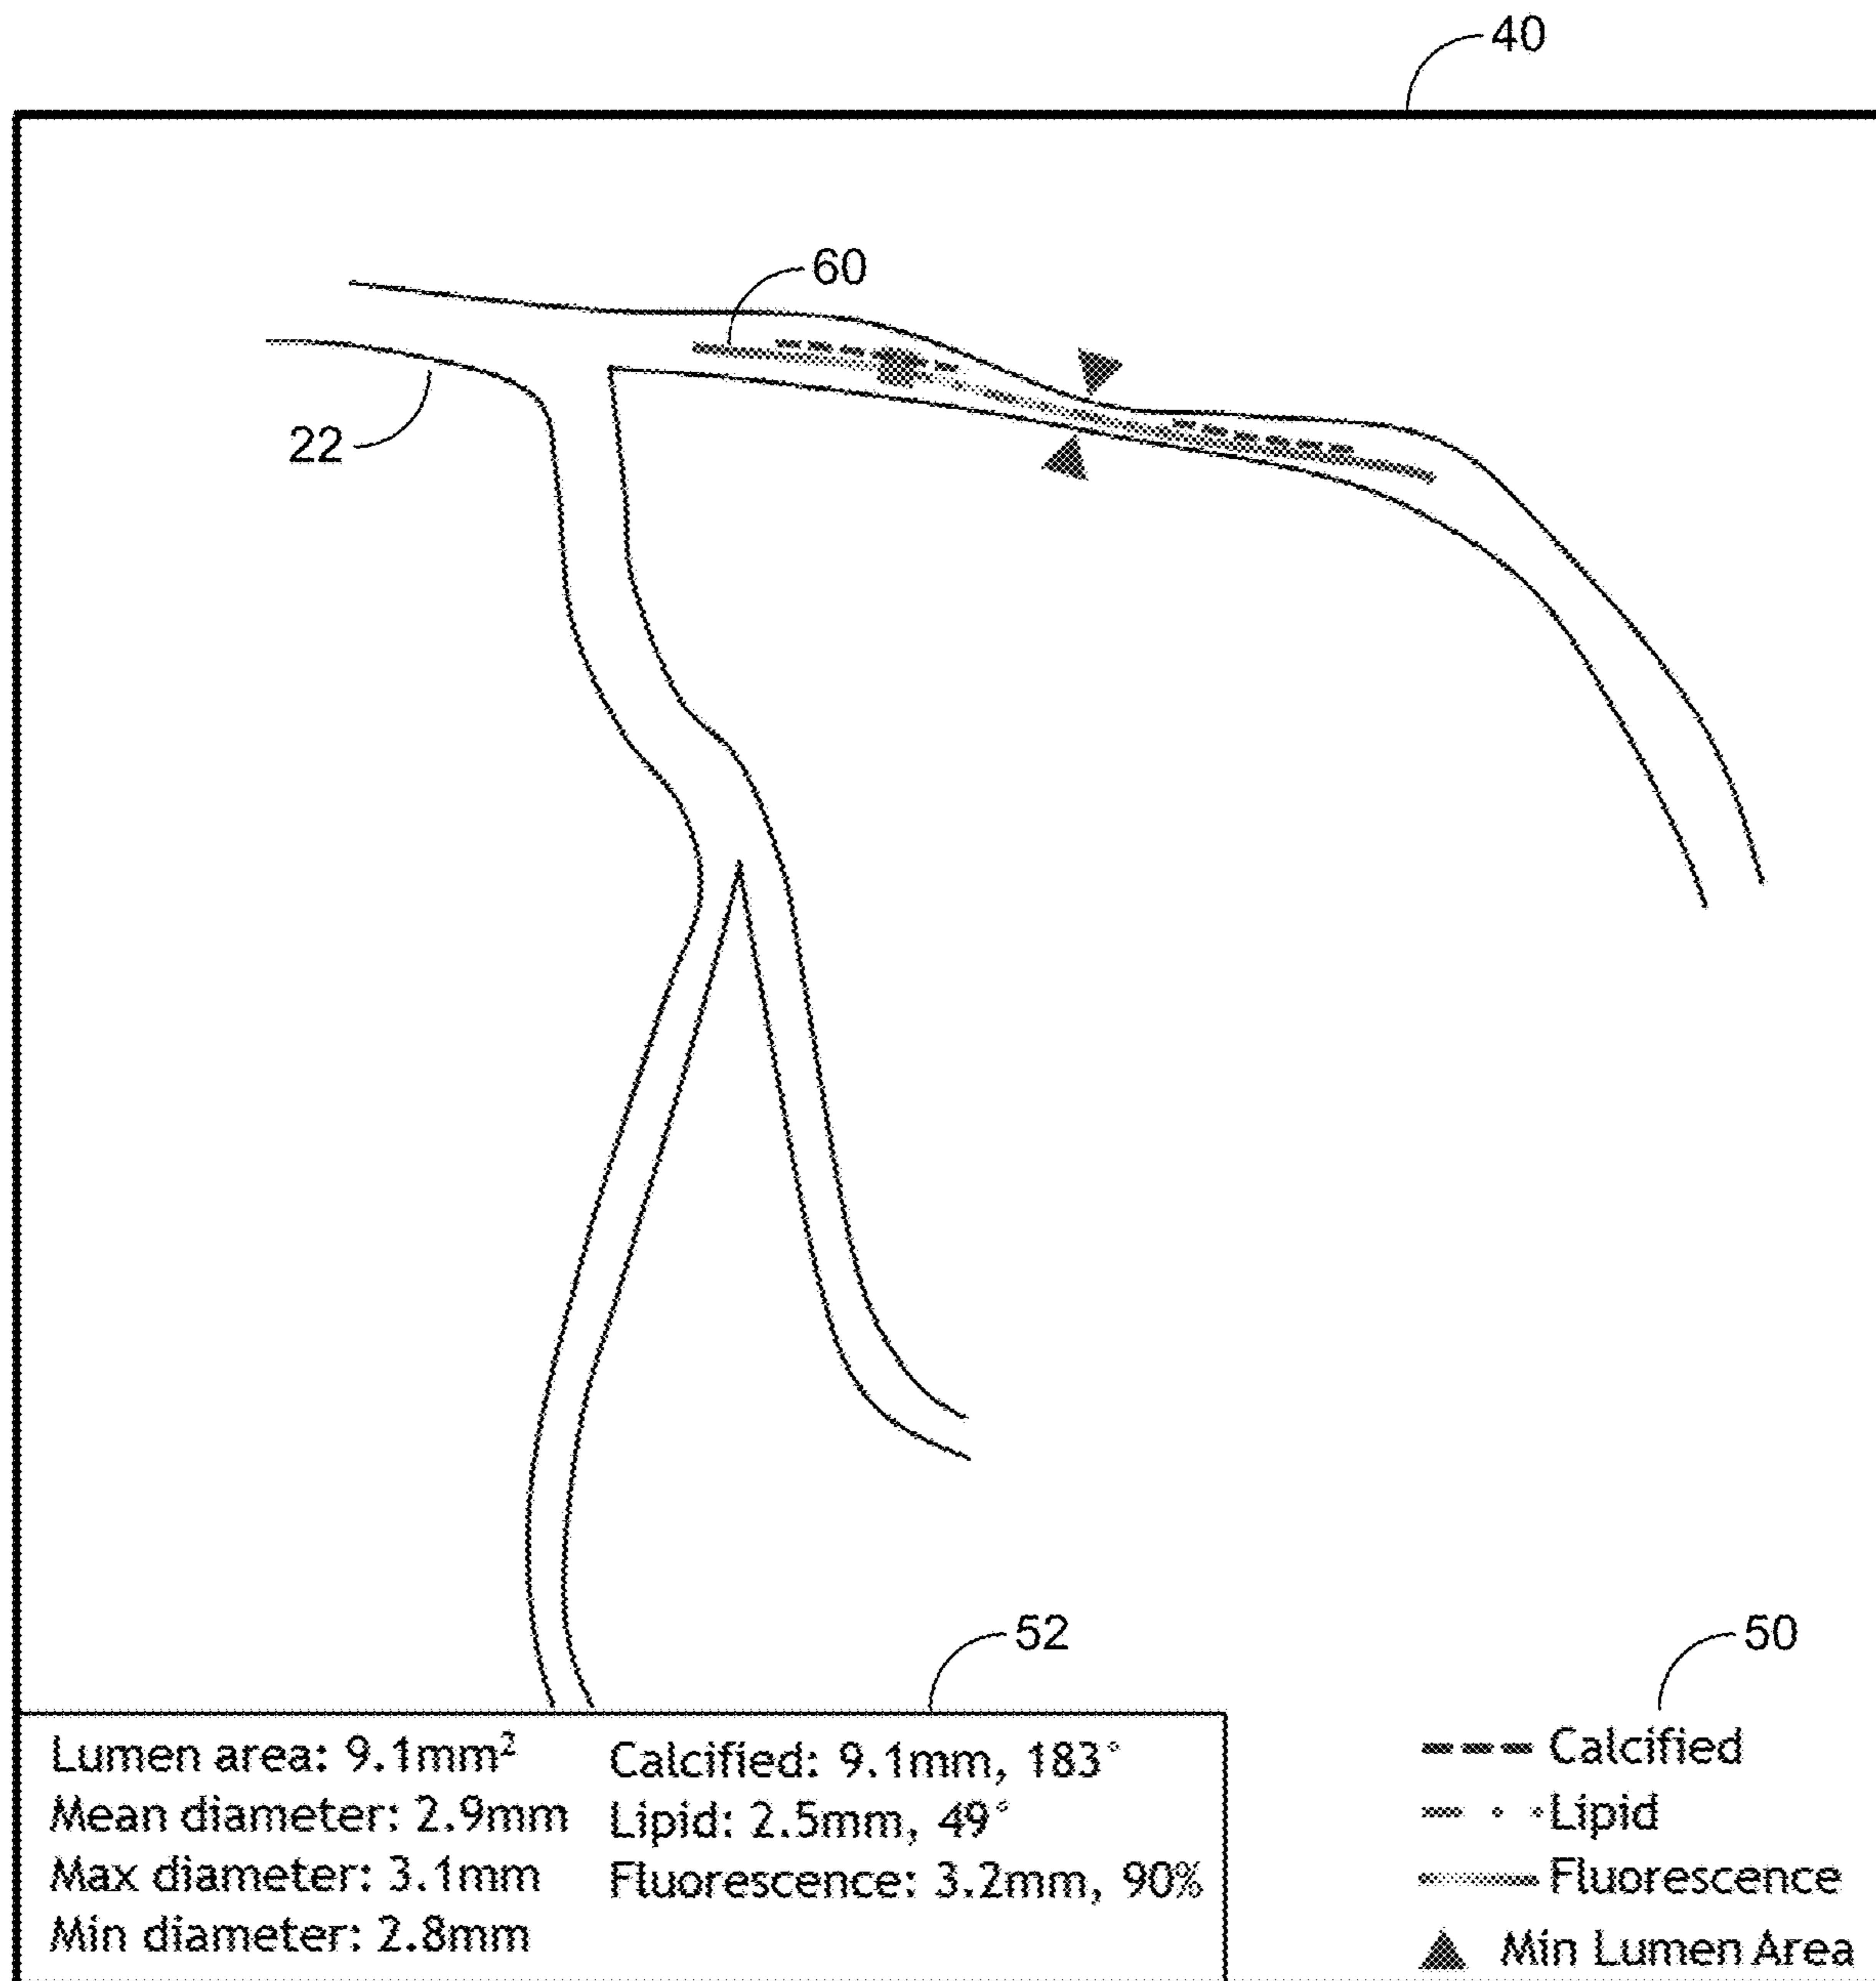 40
60
22
52
50
Lumen area: 9.1mm²
Mean diameter: 2.9mm
Max diameter: 3.1mm
Min diameter: 2.8mm
Calcified: 9.1mm, 183°
Lipid: 2.5mm, 49°
Fluorescence: 3.2mm, 90%
Calcified
Lipid
Fluorescence
Min Lumen Area